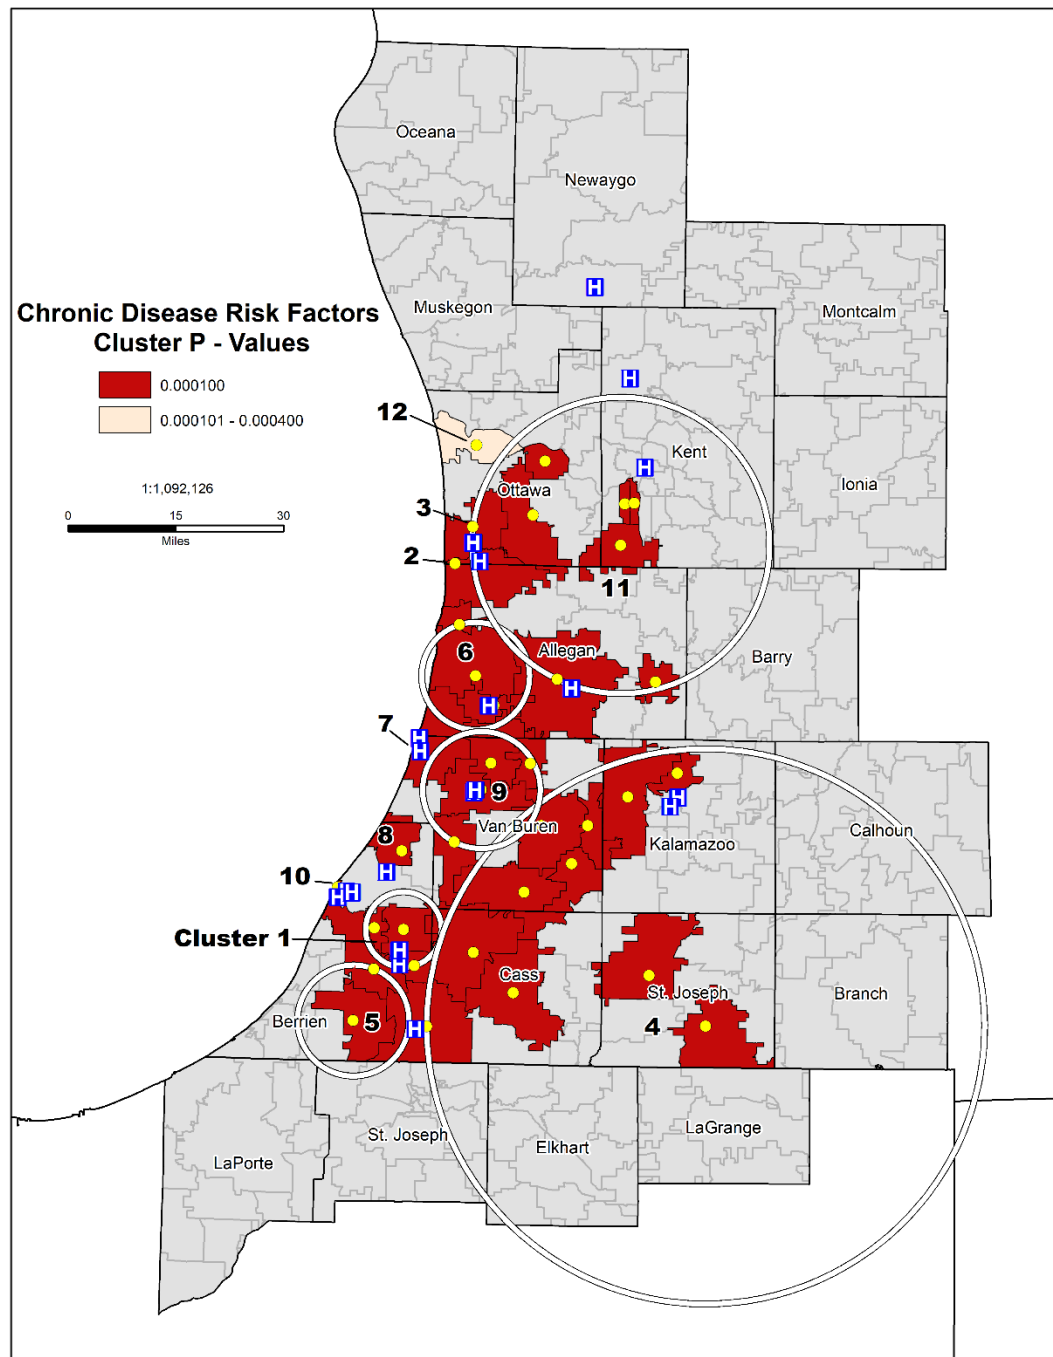 Oceana
Newaygo
H
Muskegon
Montcalm
Chronic Disease Risk Factors
Cluster P - Values
0.000100
0.000101 - 0.000400
1:1,092,126
0 15 30
Miles
H
12
Kent
H
Ionia
Ottawa
3
H
H
2
11
6
Allegan
Barry
H
H
7
H
H
H
9
H
H
Van Buren
Kalamazoo
Calhoun
8
H
10
H
H
Cluster 1
H
H
Cass
St. Joseph
Branch
Berrien
5
H
4
St. Joseph
Elkhart
LaGrange
LaPorte